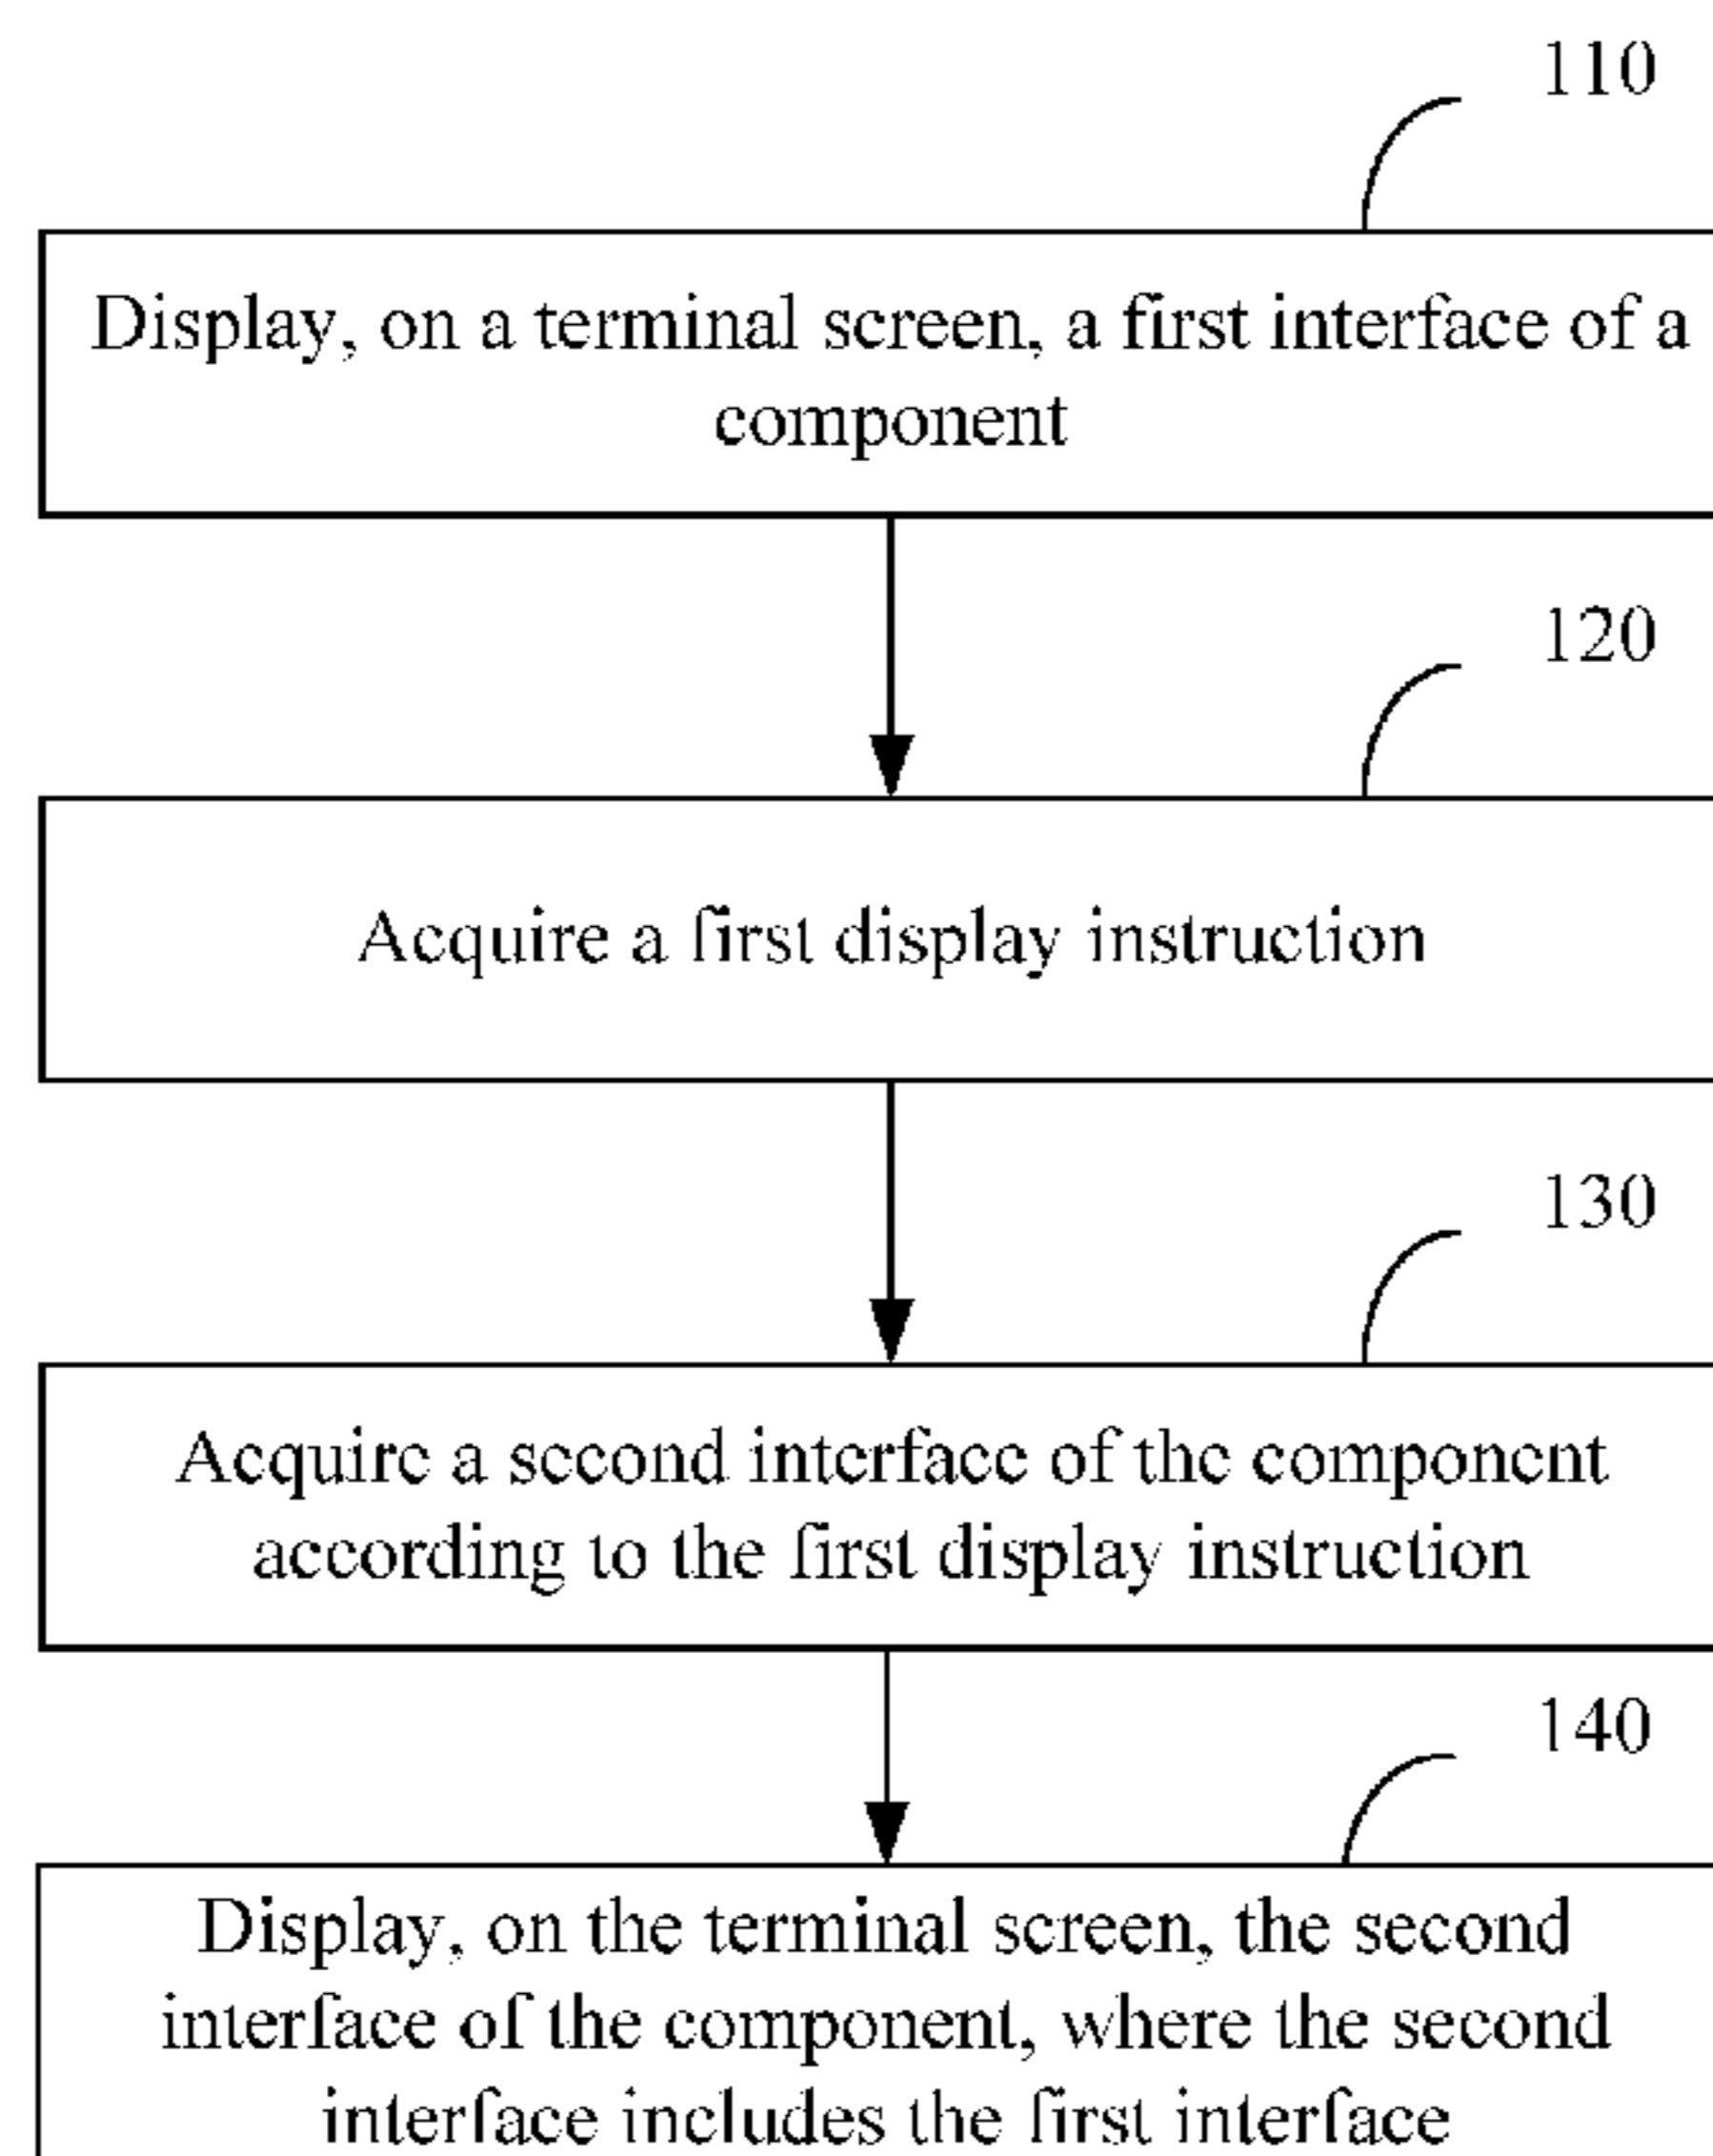 110
Display, on a terminal screen, a first interface of a
component
120
Acquire a first display instruction
130
Acquire a second interface of the component
according to the first display instruction
140
Display, on the terminal screen, the second
interface of the component, where the second
interface includes the first interface